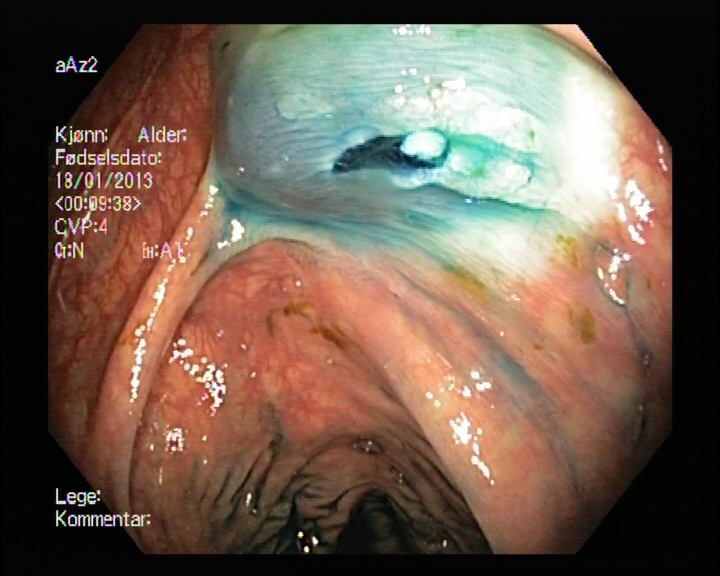 aAz2
Kjønn: Alder:
Fødselsdato:
18/01/2013
<00:09:38>
CVP:4
Lege:
Kommentar: